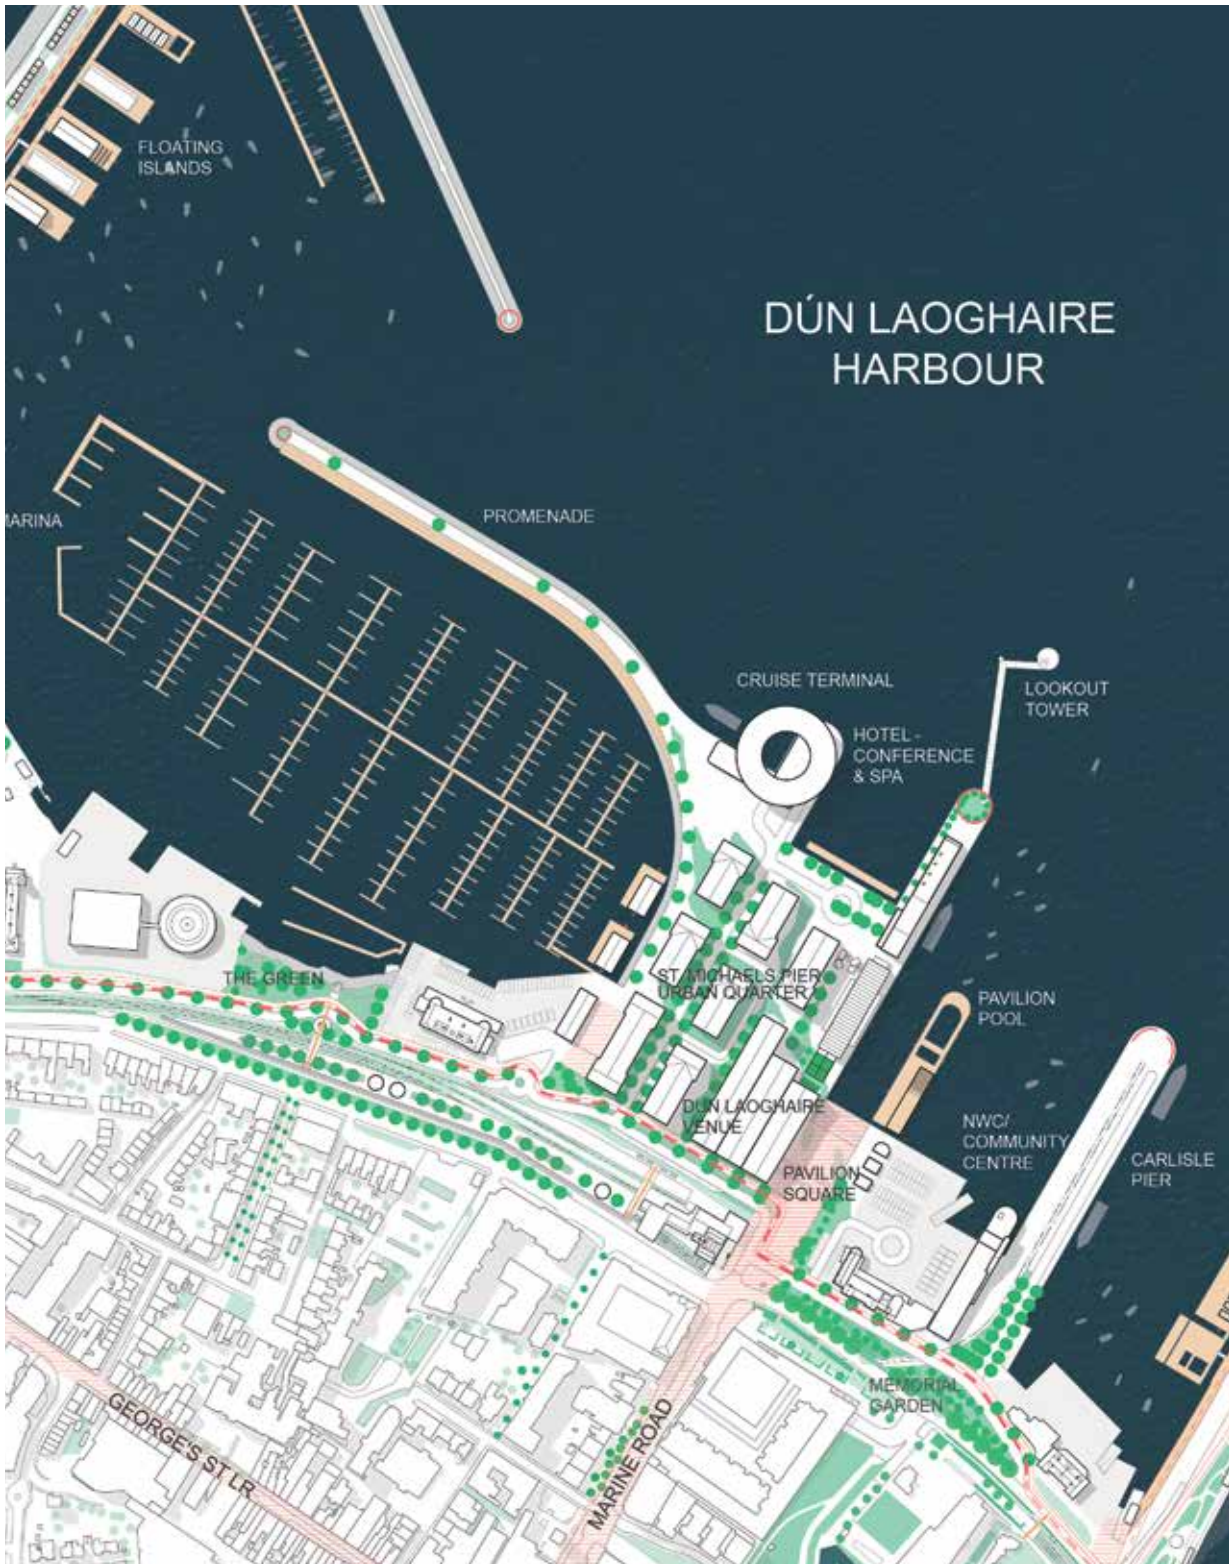 FLOATING
ISLANDS
DÚN LAOGHAIRE
HARBOUR
MARINA
PROMENADE
CRUISE TERMINAL
LOOKOUT
TOWER
HOTEL -
CONFERENCE
& SPA
THE GREEN
ST. MICHAELS PIER
URBAN QUARTER
PAVILION
POOL
DUN LAOGHAIRE
VENUE
NWC/
COMMUNITY
CENTRE
CARLISLE
PIER
PAVILION
SQUARE
MEMORIAL
GARDEN
GEORGE'S ST LR
MARINE ROAD